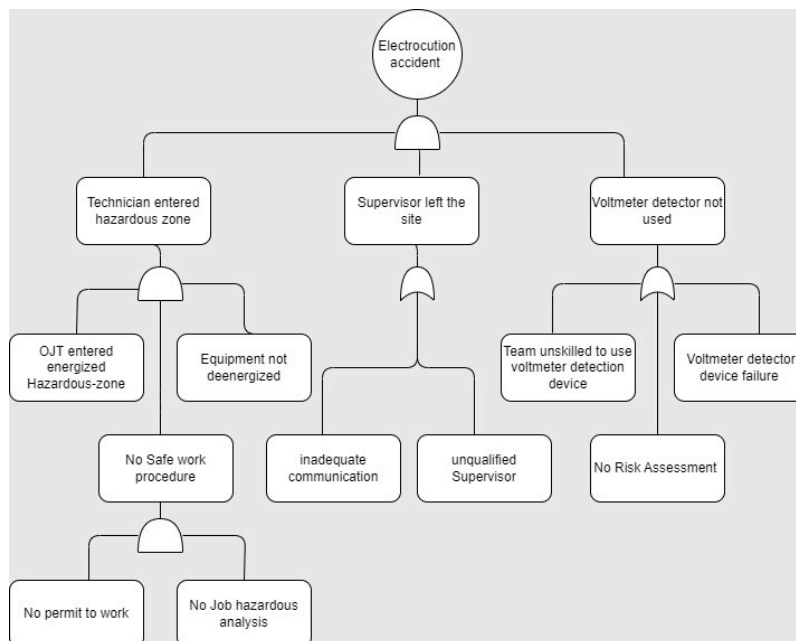 Electrocution
accident
Technician entered
hazardous zone
Supervisor left the
site
Voltmeter detector not
used
OJT entered
energized
Hazardous-zone
Equipment not
deenergized
Team unskilled to use
voltmeter detection
device
Voltmeter detector
device failure
No Safe work
procedure
inadequate
communication
unqualified
Supervisor
No Risk Assessment
No permit to work
No Job hazardous
analysis